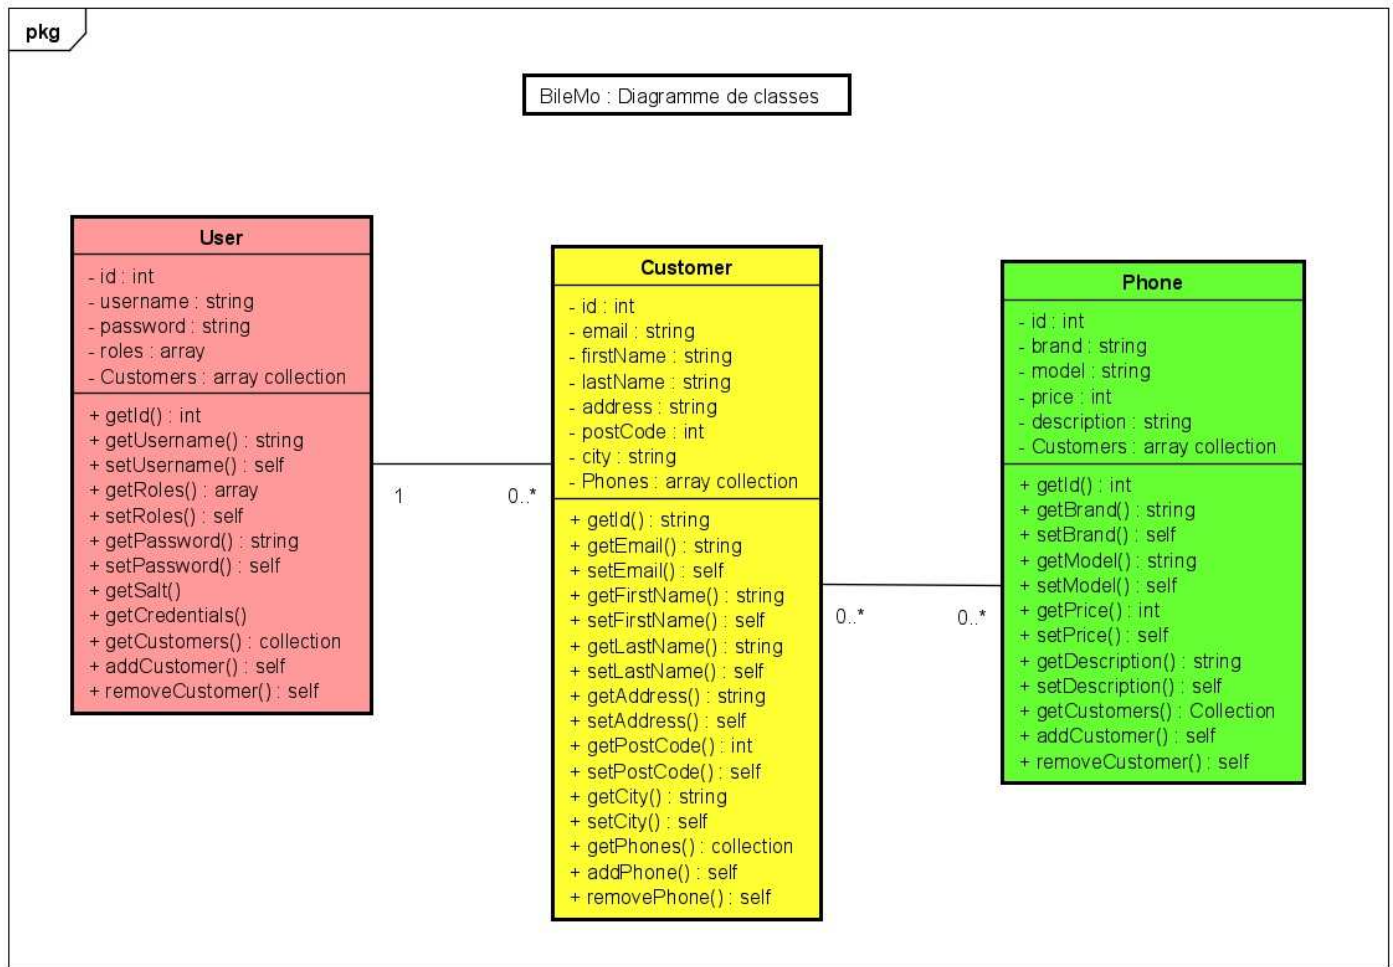 pkg
BileMo : Diagramme de classes
User
- id : int
- username : string
- password : string
- roles : array
- Customers : array collection
+ getId() : int
+ getUsername() : string
+ setUsername() : self
+ getRoles() : array
+ setRoles() : self
+ getPassword() : string
+ setPassword() : self
+ getSalt()
+ getCredentials()
+ getCustomers() : collection
+ addCustomer() : self
+ removeCustomer() : self
1
0..*
Customer
- id : int
- email : string
- firstName : string
- lastName : string
- address : string
- postCode : int
- city : string
- Phones : array collection
+ getId() : string
+ getEmail() : string
+ setEmail() : self
+ getFirstName() : string
+ setFirstName() : self
+ getLastName() : string
+ setLastName() : self
+ getAddress() : string
+ setAddress() : self
+ getPostCode() : int
+ setPostCode() : self
+ getCity() : string
+ setCity() : self
+ getPhones() : collection
+ addPhone() : self
+ removePhone() : self
0..*
0..*
Phone
- id : int
- brand : string
- model : string
- price : int
- description : string
- Customers : array collection
+ getId() : int
+ getBrand() : string
+ setBrand() : self
+ getModel() : string
+ setModel() : self
+ getPrice() : int
+ setPrice() : self
+ getDescription() : string
+ setDescription() : self
+ getCustomers() : Collection
+ addCustomer() : self
+ removeCustomer() : self